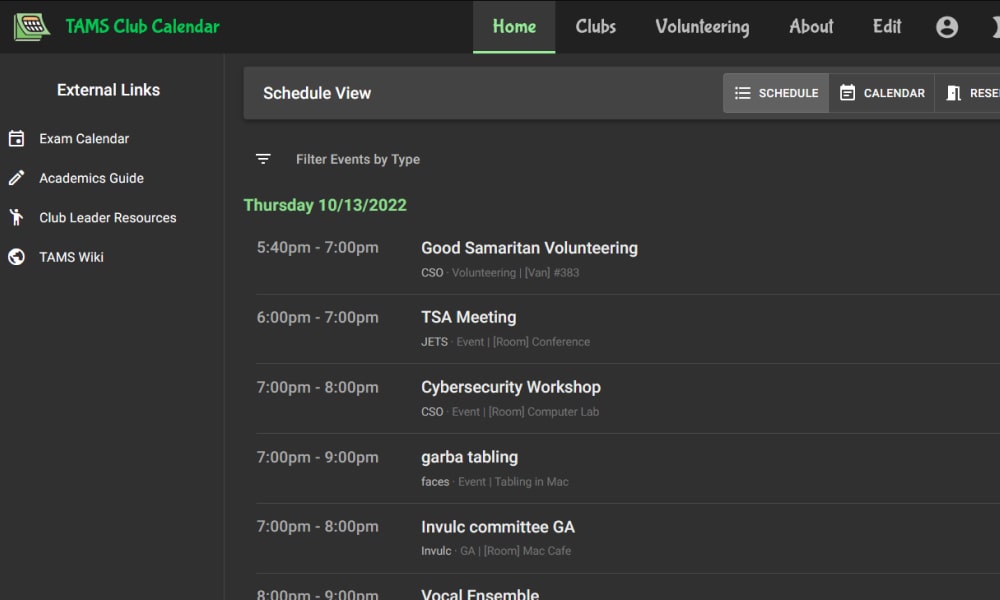 TAMS Club Calendar
Home Clubs Volunteering About Edit
External Links
Exam Calendar
Academics Guide
Club Leader Resources
TAMS Wiki
Schedule View
SCHEDULE CALENDAR
Filter Events by Type
Thursday 10/13/2022
5:40pm - 7:00pm Good Samaritan Volunteering
CSO · Volunteering | [Van] #383
6:00pm - 7:00pm TSA Meeting
JETS · Event | [Room] Conference
7:00pm - 8:00pm Cybersecurity Workshop
CSO · Event | [Room] Computer Lab
7:00pm - 9:00pm garba tabling
faces · Event | Tabling in Mac
7:00pm - 8:00pm Invulc committee GA
Invulc · GA | [Room] Mac Cafe
8:00pm - 9:00pm Vocal Ensemble